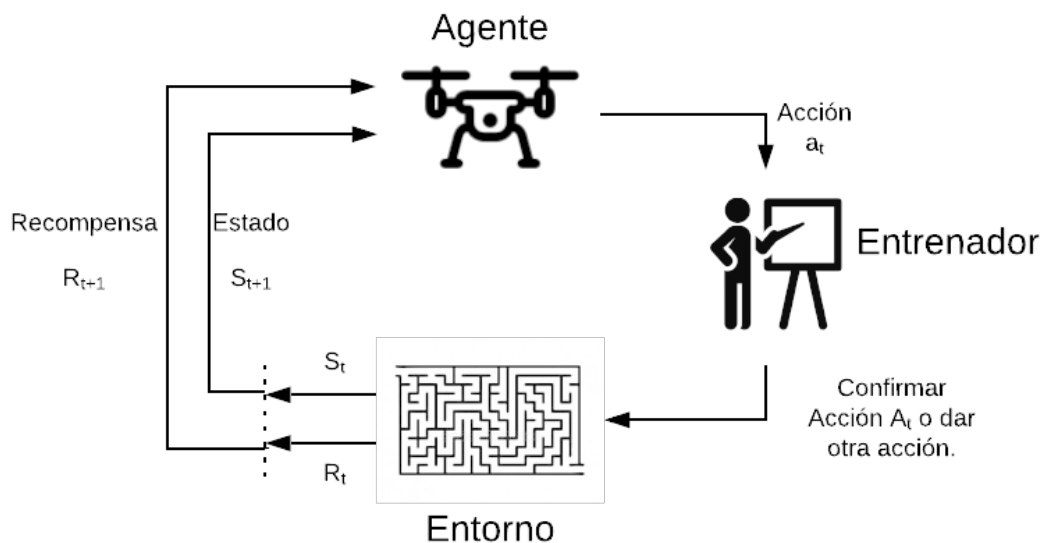 Agente
Acción
aₜ
Recompensa
Estado
Rₜ₊₁
Sₜ₊₁
Entrenador
Sₜ
Confirmar
Acción Aₜ o dar
otra acción.
Rₜ
Entorno